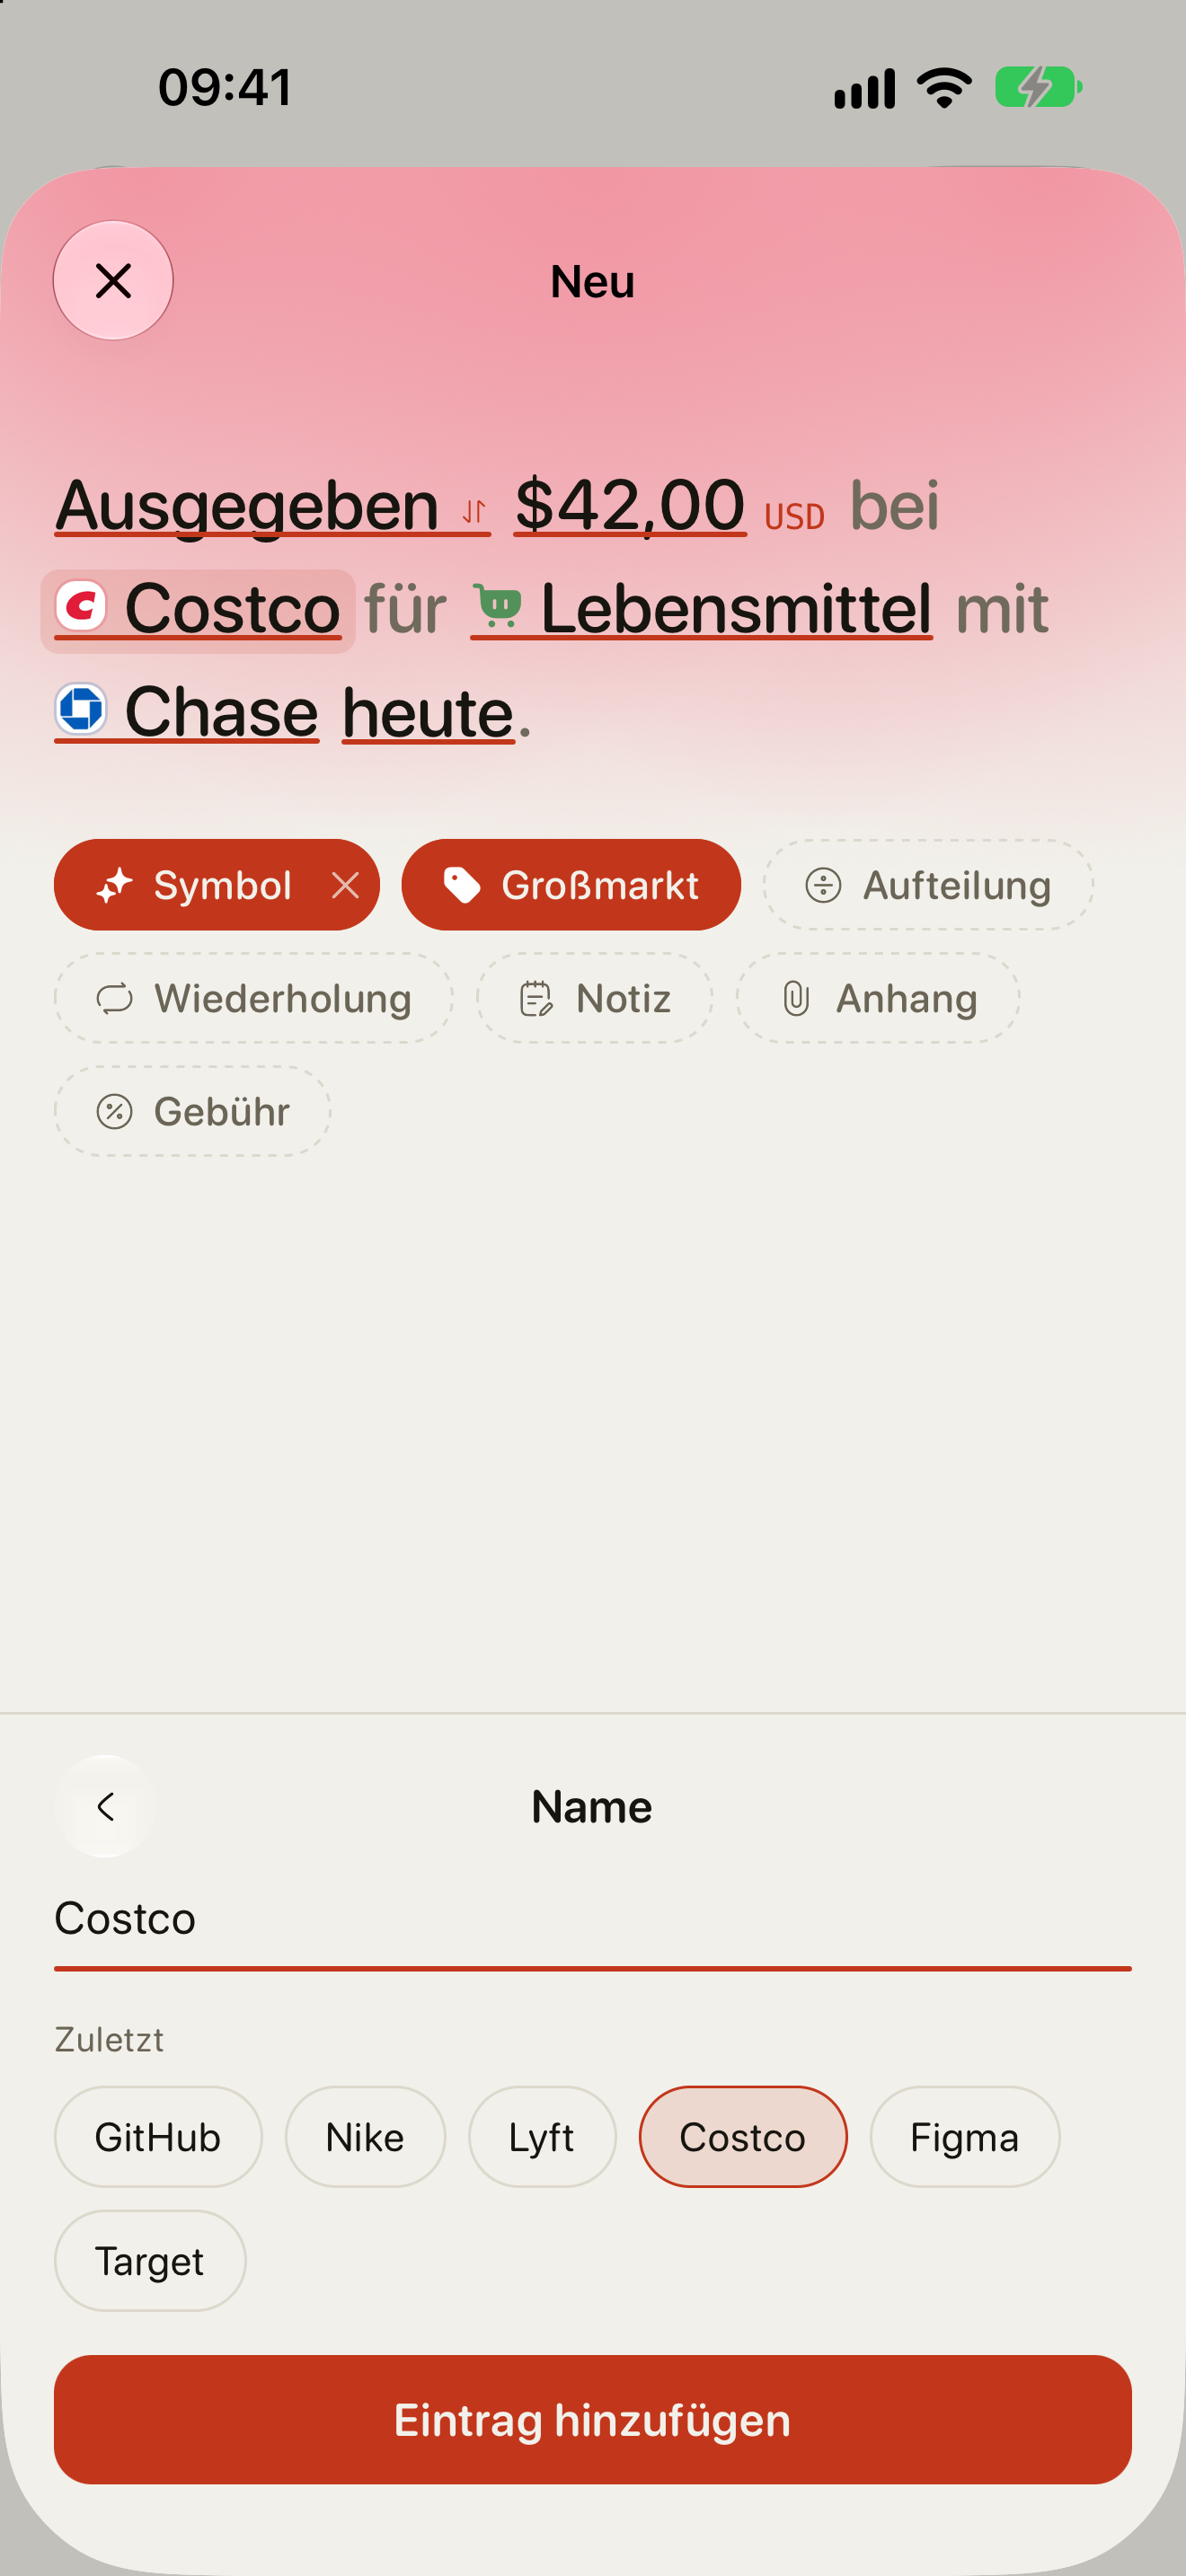 09:41
Neu
Ausgegeben $42,00 USD bei
Costco für Lebensmittel mit
Chase heute.
Symbol Großmarkt Aufteilung
Wiederholung Notiz Anhang
Gebühr
Name
Costco
Zuletzt
GitHub Nike Lyft Costco Figma
Target
Eintrag hinzufügen